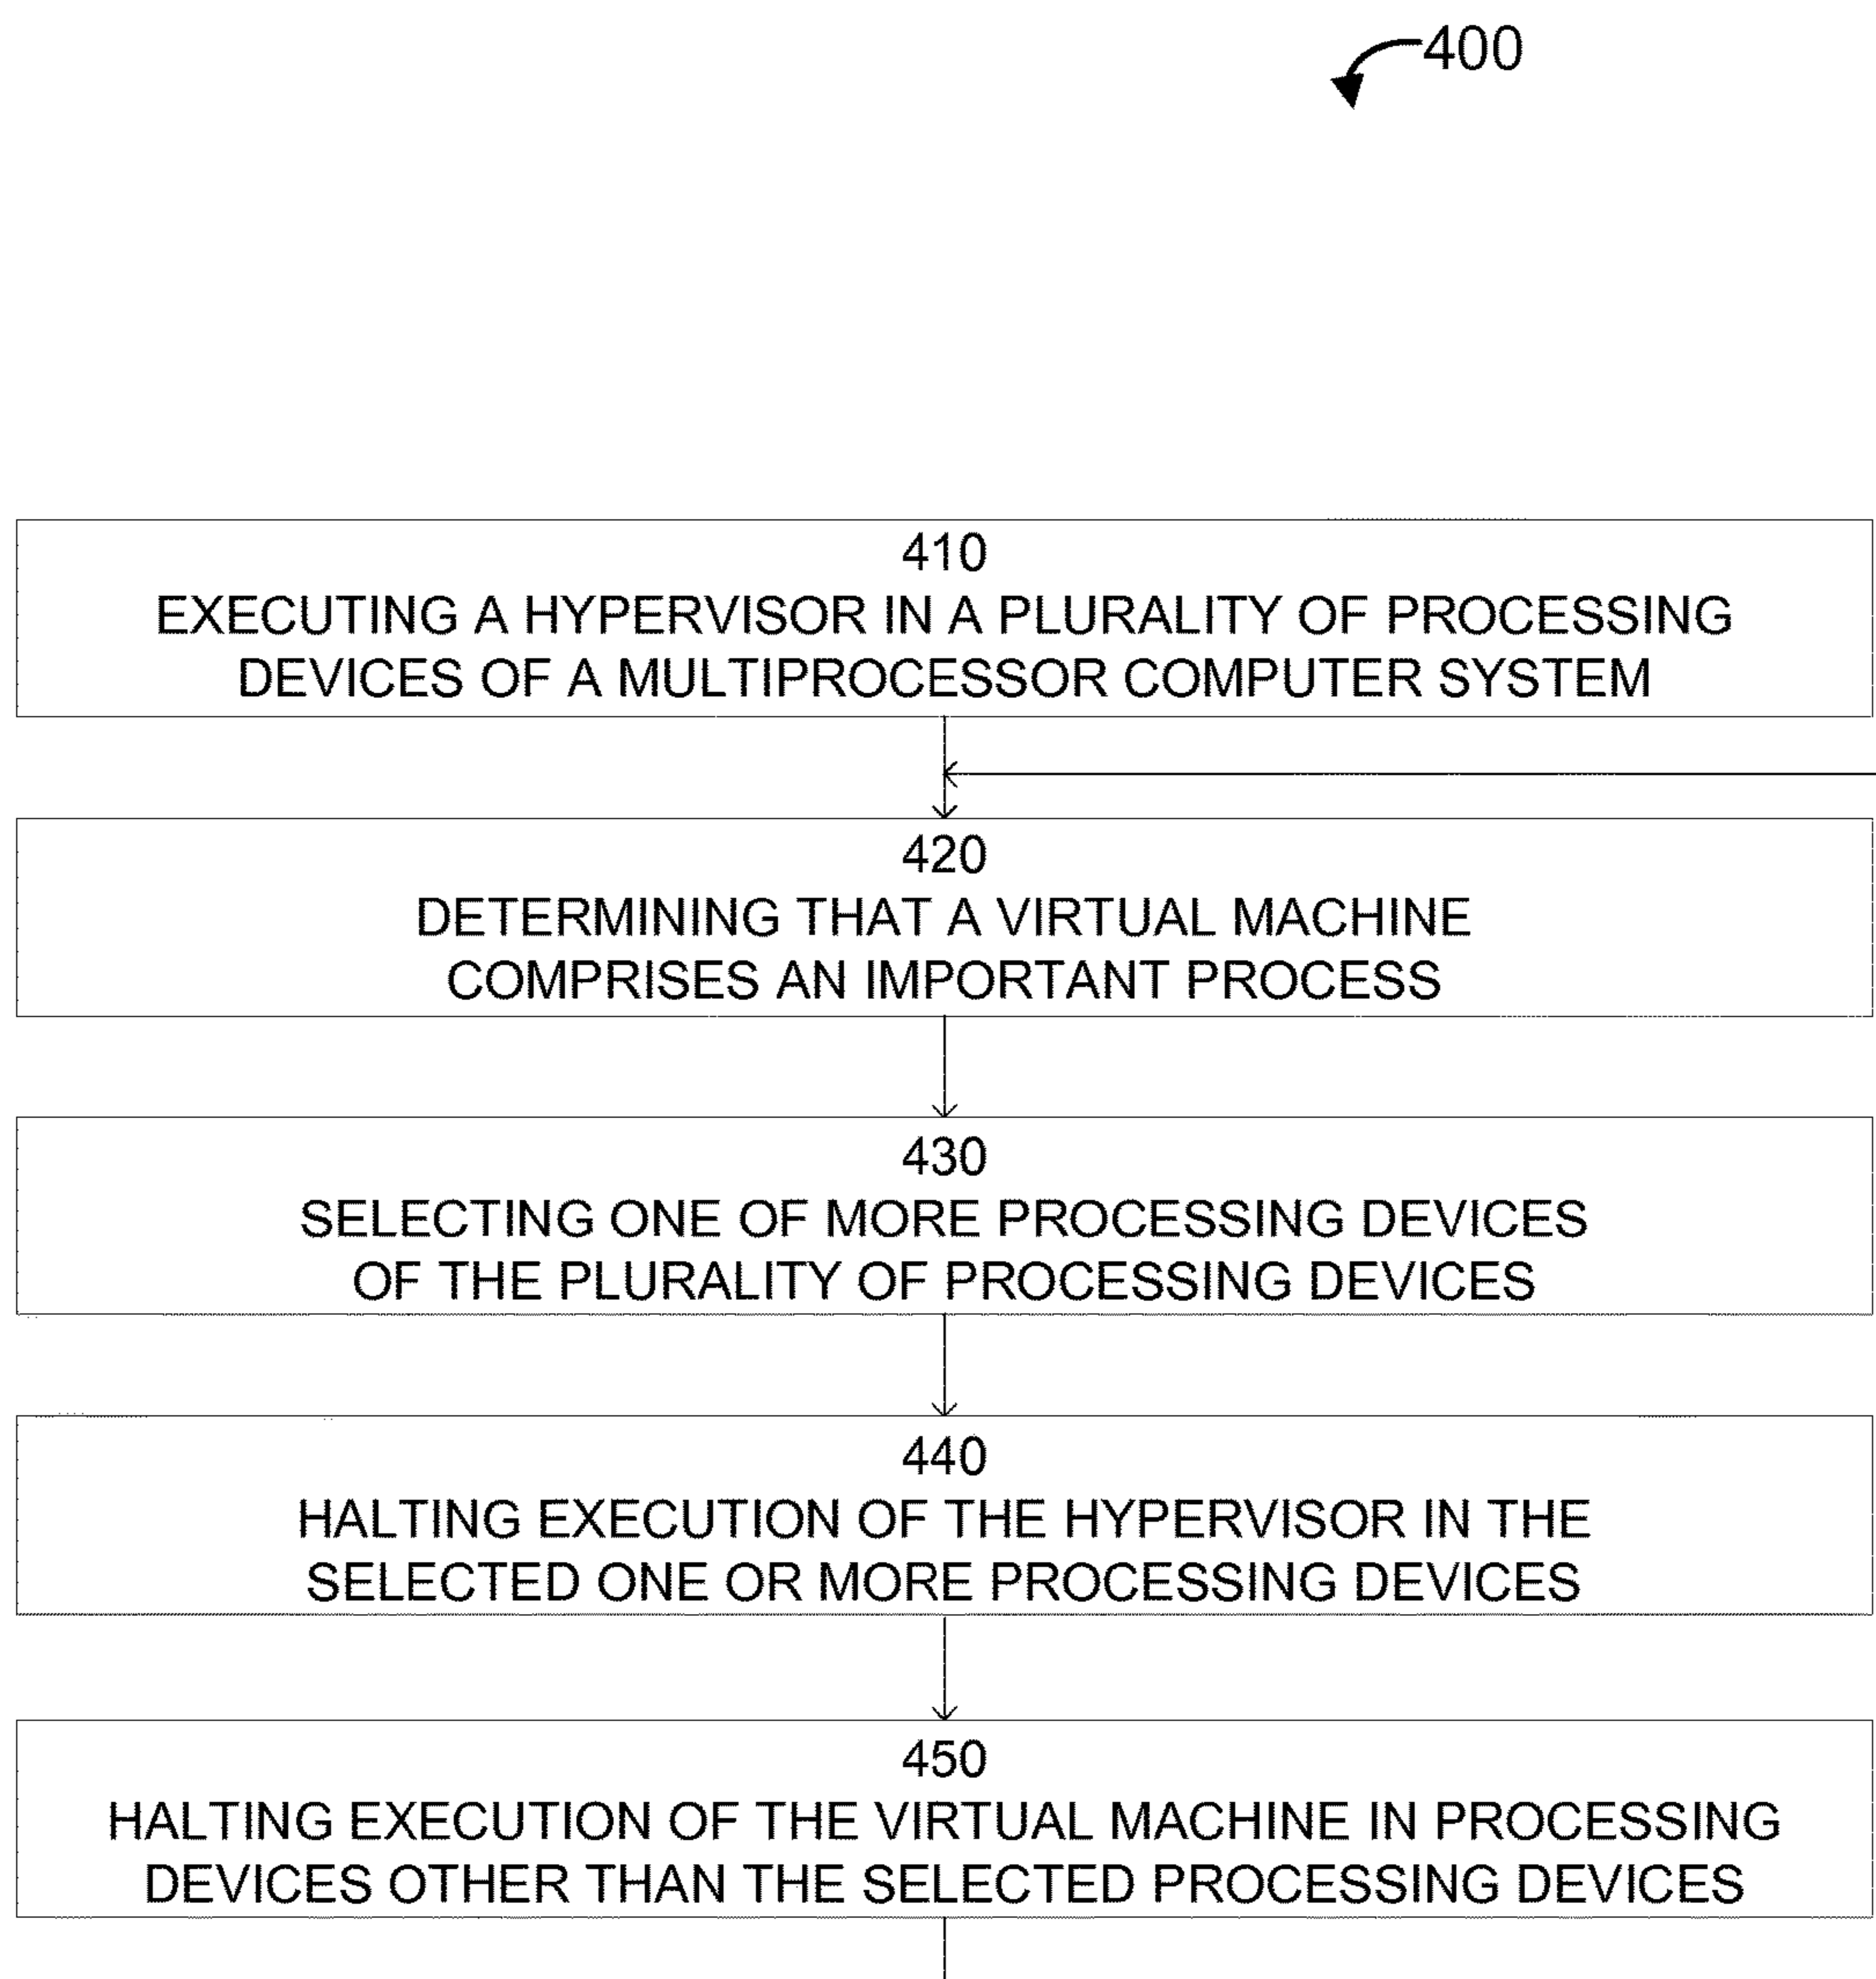 400
410
EXECUTING A HYPERVISOR IN A PLURALITY OF PROCESSING
DEVICES OF A MULTIPROCESSOR COMPUTER SYSTEM
420
DETERMINING THAT A VIRTUAL MACHINE
COMPRISES AN IMPORTANT PROCESS
430
SELECTING ONE OF MORE PROCESSING DEVICES
OF THE PLURALITY OF PROCESSING DEVICES
440
HALTING EXECUTION OF THE HYPERVISOR IN THE
SELECTED ONE OR MORE PROCESSING DEVICES
450
HALTING EXECUTION OF THE VIRTUAL MACHINE IN PROCESSING
DEVICES OTHER THAN THE SELECTED PROCESSING DEVICES